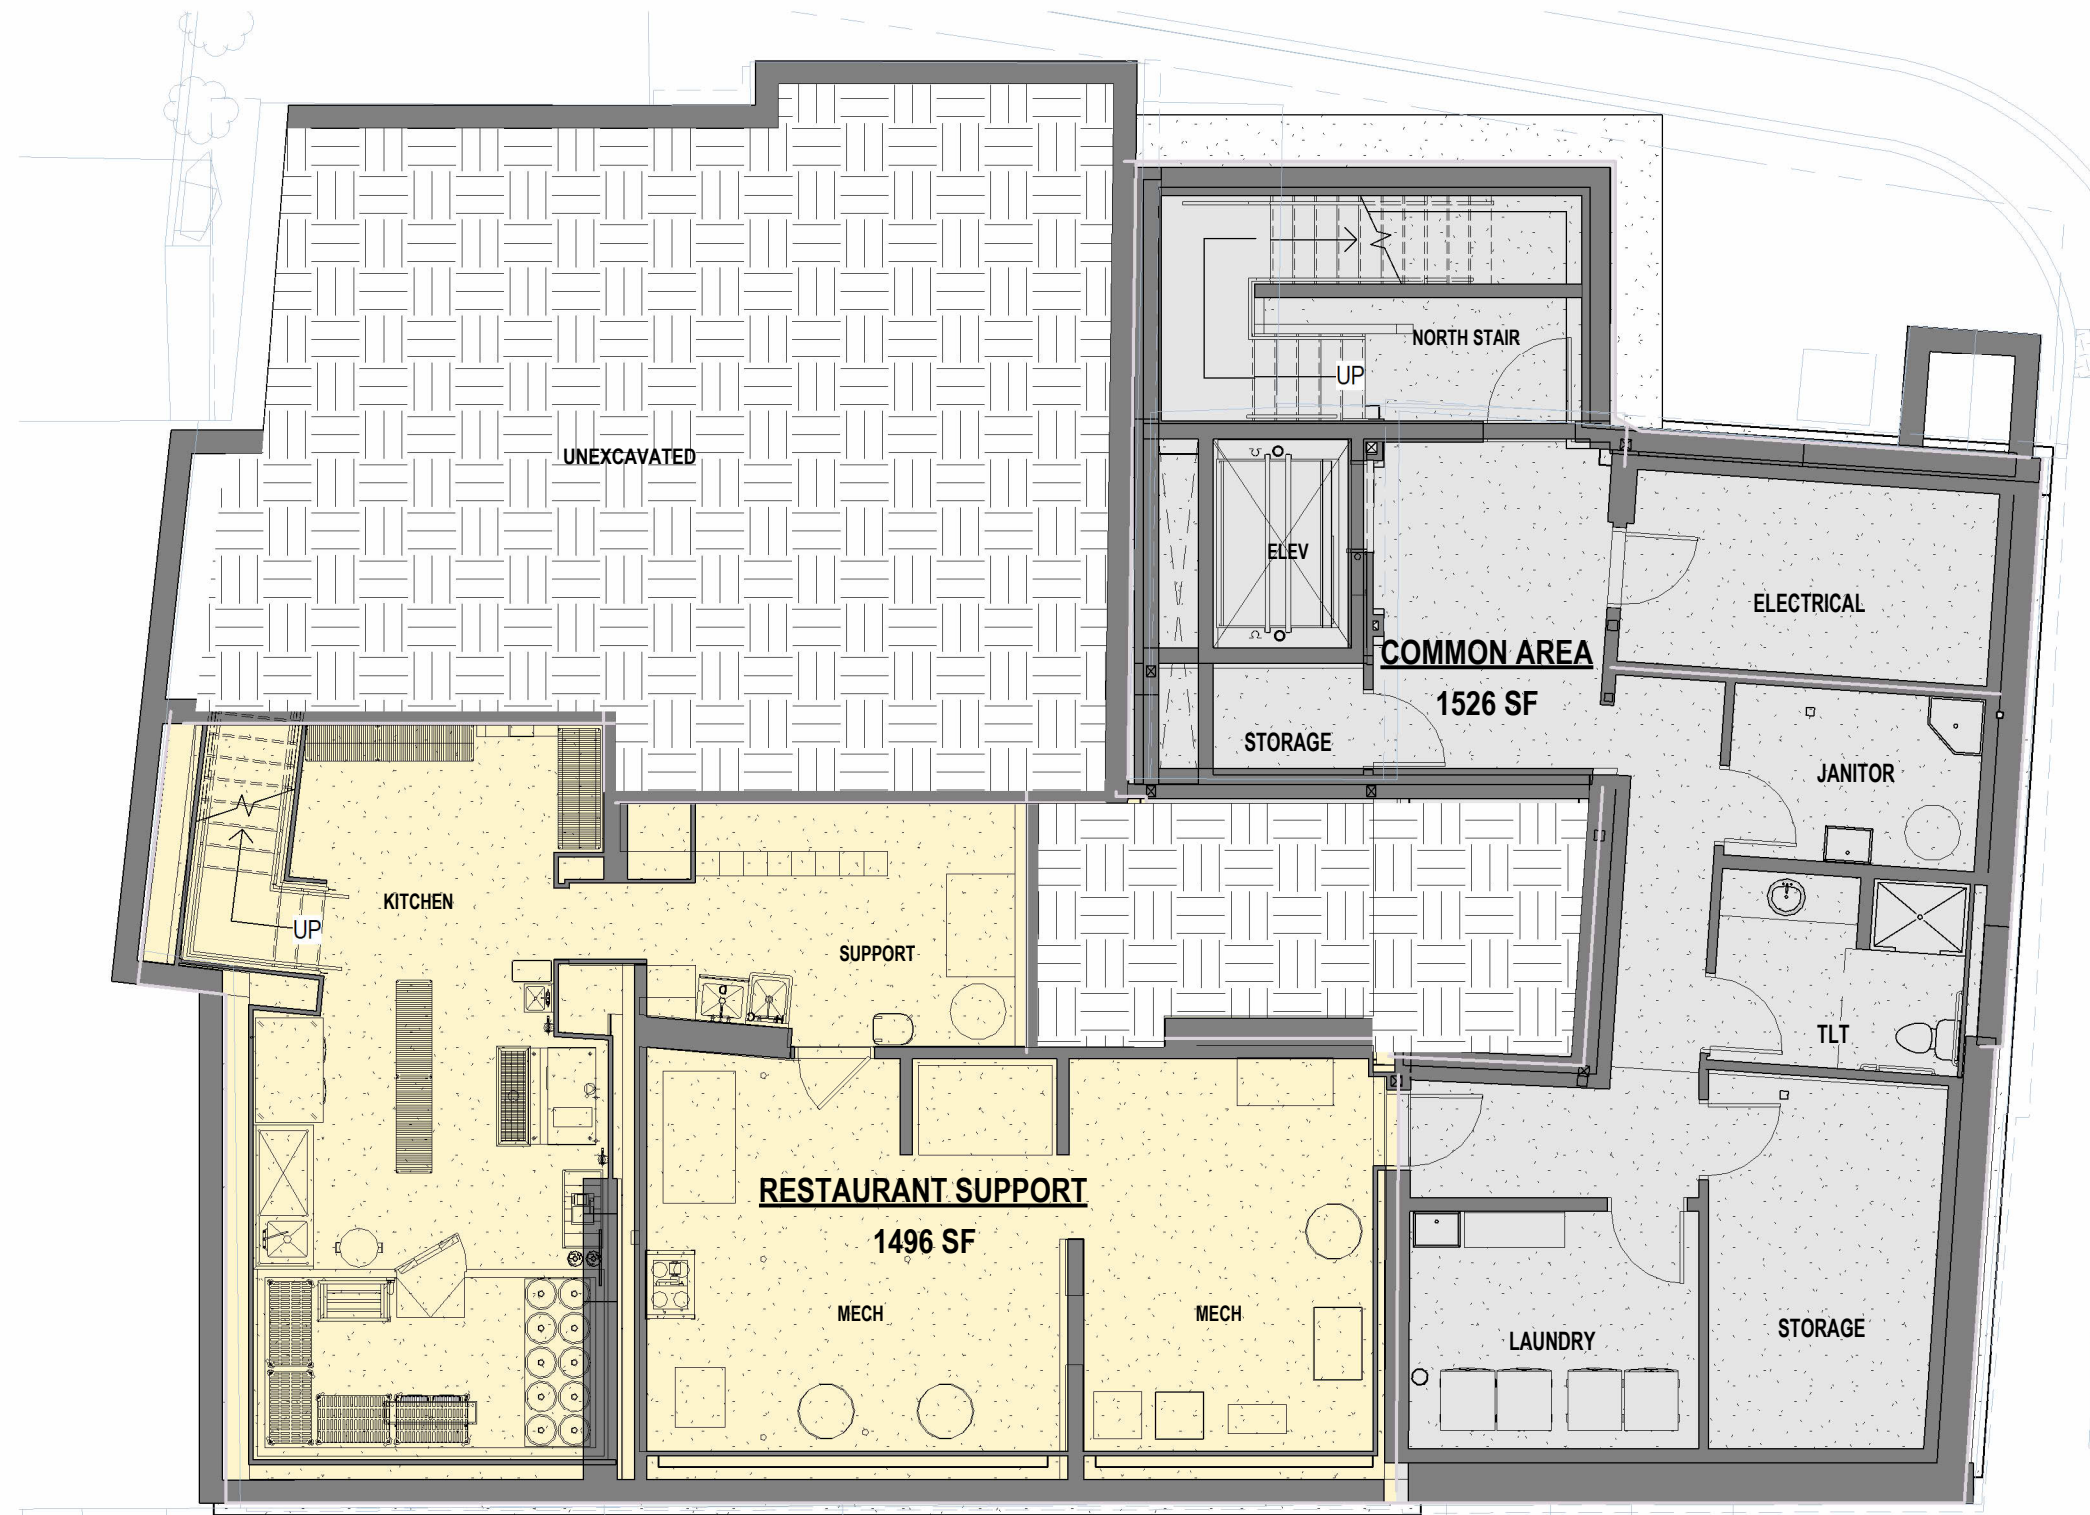 NORTH STAIR
UP
UNEXCAVATED
ELEV
ELECTRICAL
COMMON AREA
1526 SF
STORAGE
JANITOR
KITCHEN
UP
SUPPORT
TLT
RESTAURANT SUPPORT
1496 SF
MECH
MECH
LAUNDRY
STORAGE